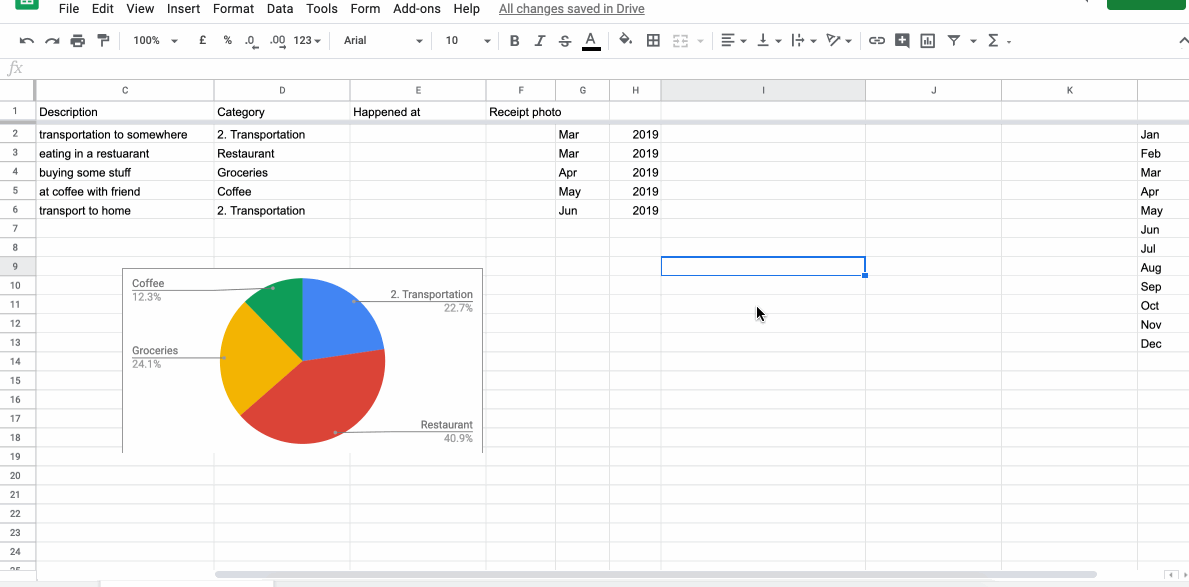 File Edit View Insert Format Data Tools Form Add-ons Help All changes saved in Drive
100% £ % .0 .00 123 Arial 10 B I S A
fx
C D E F G H I J K
1 Description Category Happened at Receipt photo
2 transportation to somewhere 2. Transportation Mar 2019 Jan
3 eating in a restuarant Restaurant Mar 2019 Feb
4 buying some stuff Groceries Apr 2019 Mar
5 at coffee with friend Coffee May 2019 Apr
6 transport to home 2. Transportation Jun 2019 May
7 Jun
8 Jul
9 Aug
10 Sep
11 Oct
12 Nov
13 Dec
14
15
16
17
18
19
20
21
22
23
24
25
Coffee
12.3%
2. Transportation
22.7%
Groceries
24.1%
Restaurant
40.9%